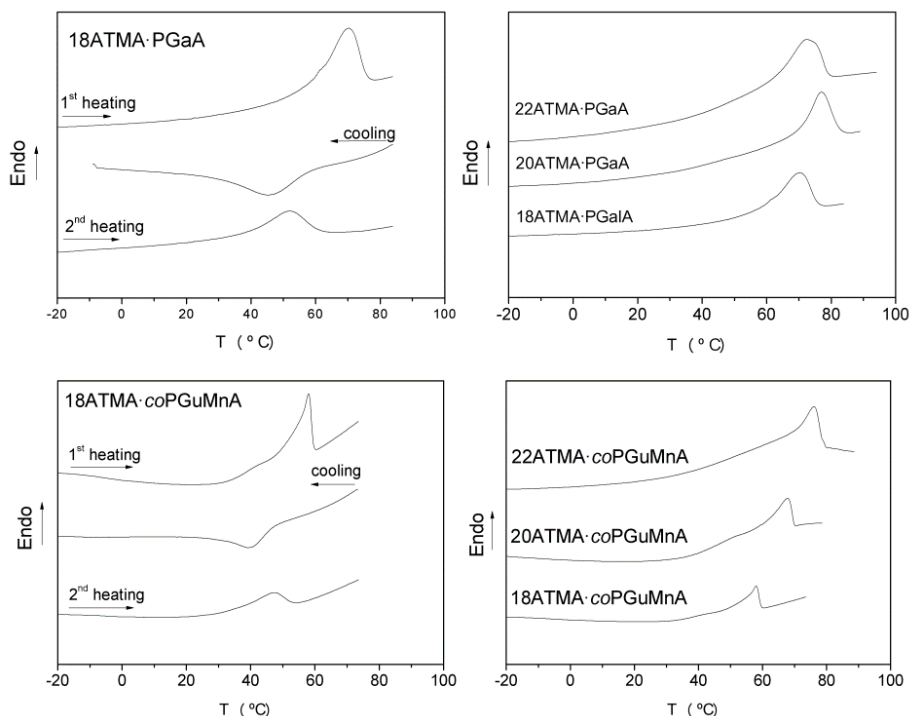 18ATMA·PGaA
1st heating
cooling
2nd heating
Endo
-20 0 20 40 60 80 100
T ( º C)
22ATMA·PGaA
20ATMA·PGaA
18ATMA·PGalA
Endo
-20 0 20 40 60 80 100
T ( º C)
18ATMA·coPGuMnA
1st heating
cooling
2nd heating
Endo
-20 0 20 40 60 80 100
T (ºC)
22ATMA·coPGuMnA
20ATMA·coPGuMnA
18ATMA·coPGuMnA
Endo
-20 0 20 40 60 80 100
T (ºC)